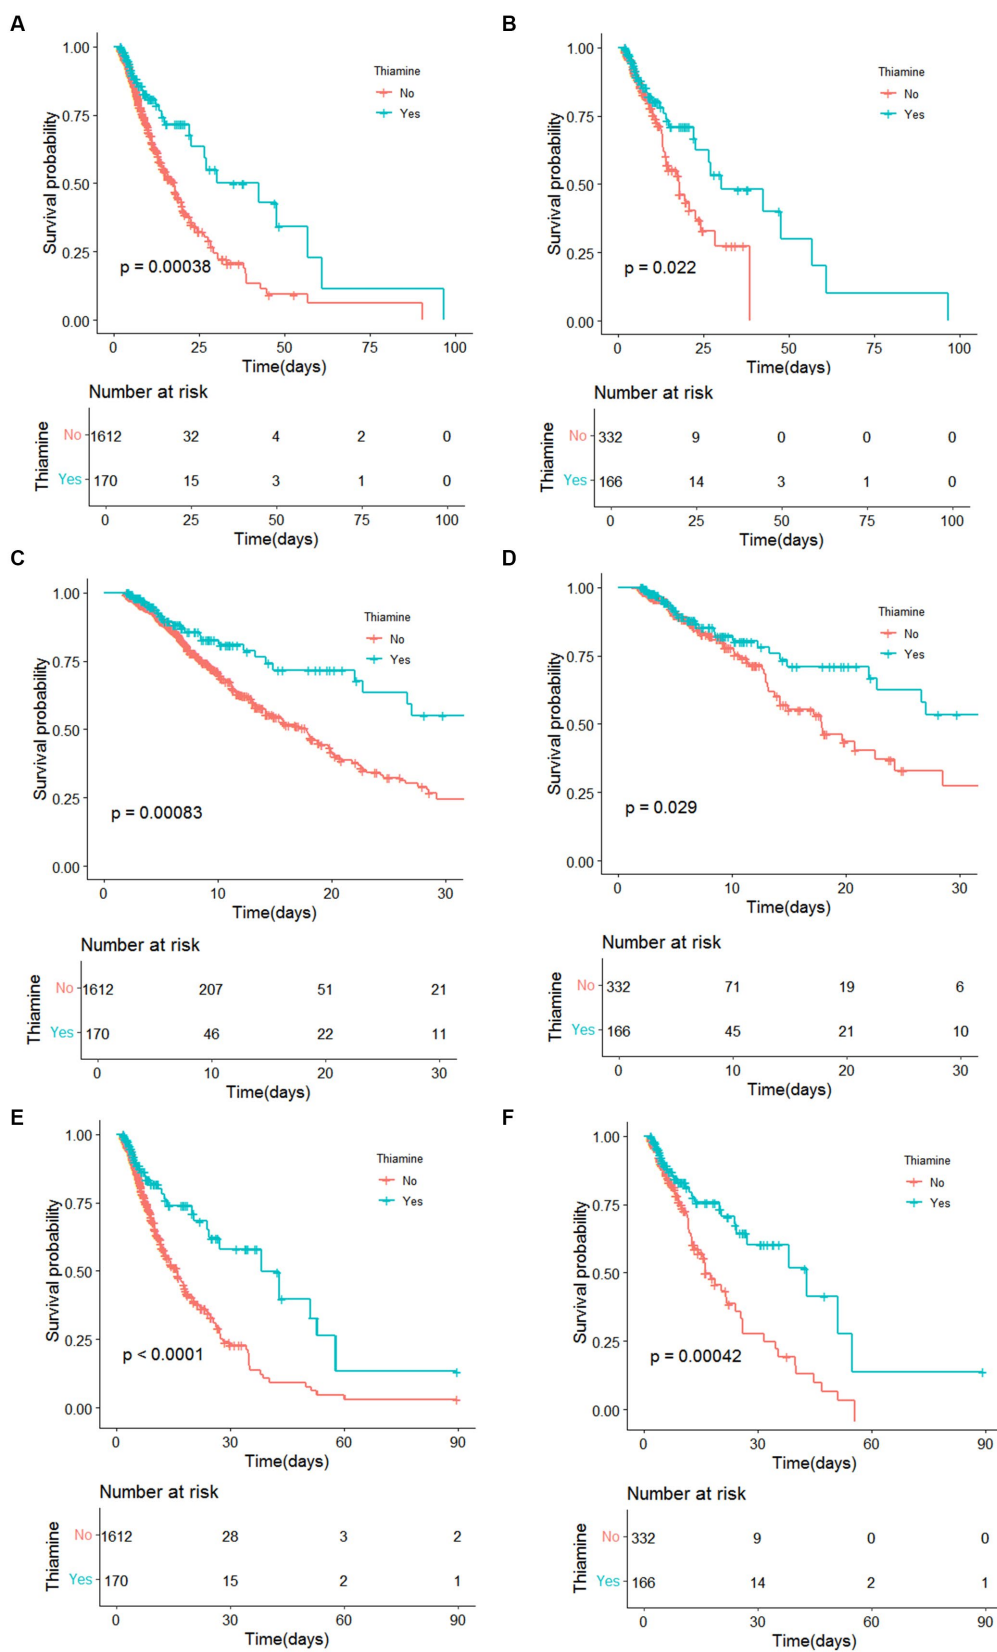 A
1.00
0.75
0.50
0.25
0.00
Survival probability
Thiamine
No
Yes
p = 0.00038
0 25 50 75 100
Time(days)
Number at risk
Thiamine
No 1612 32 4 2 0
Yes 170 15 3 1 0
0 25 50 75 100
Time(days)
B
1.00
0.75
0.50
0.25
0.00
Survival probability
Thiamine
No
Yes
p = 0.022
0 25 50 75 100
Time(days)
Number at risk
Thiamine
No 332 9 0 0 0
Yes 166 14 3 1 0
0 25 50 75 100
Time(days)
C
1.00
0.75
0.50
0.25
0.00
Survival probability
Thiamine
No
Yes
p = 0.00083
0 10 20 30
Time(days)
Number at risk
Thiamine
No 1612 207 51 21
Yes 170 46 22 11
0 10 20 30
Time(days)
D
1.00
0.75
0.50
0.25
0.00
Survival probability
Thiamine
No
Yes
p = 0.029
0 10 20 30
Time(days)
Number at risk
Thiamine
No 332 71 19 6
Yes 166 45 21 10
0 10 20 30
Time(days)
E
1.00
0.75
0.50
0.25
0.00
Survival probability
Thiamine
No
Yes
p < 0.0001
0 30 60 90
Time(days)
Number at risk
Thiamine
No 1612 28 3 2
Yes 170 15 2 1
0 30 60 90
Time(days)
F
1.00
0.75
0.50
0.25
0.00
Survival probability
Thiamine
No
Yes
p = 0.00042
0 30 60 90
Time(days)
Number at risk
Thiamine
No 332 9 0 0
Yes 166 14 2 1
0 30 60 90
Time(days)